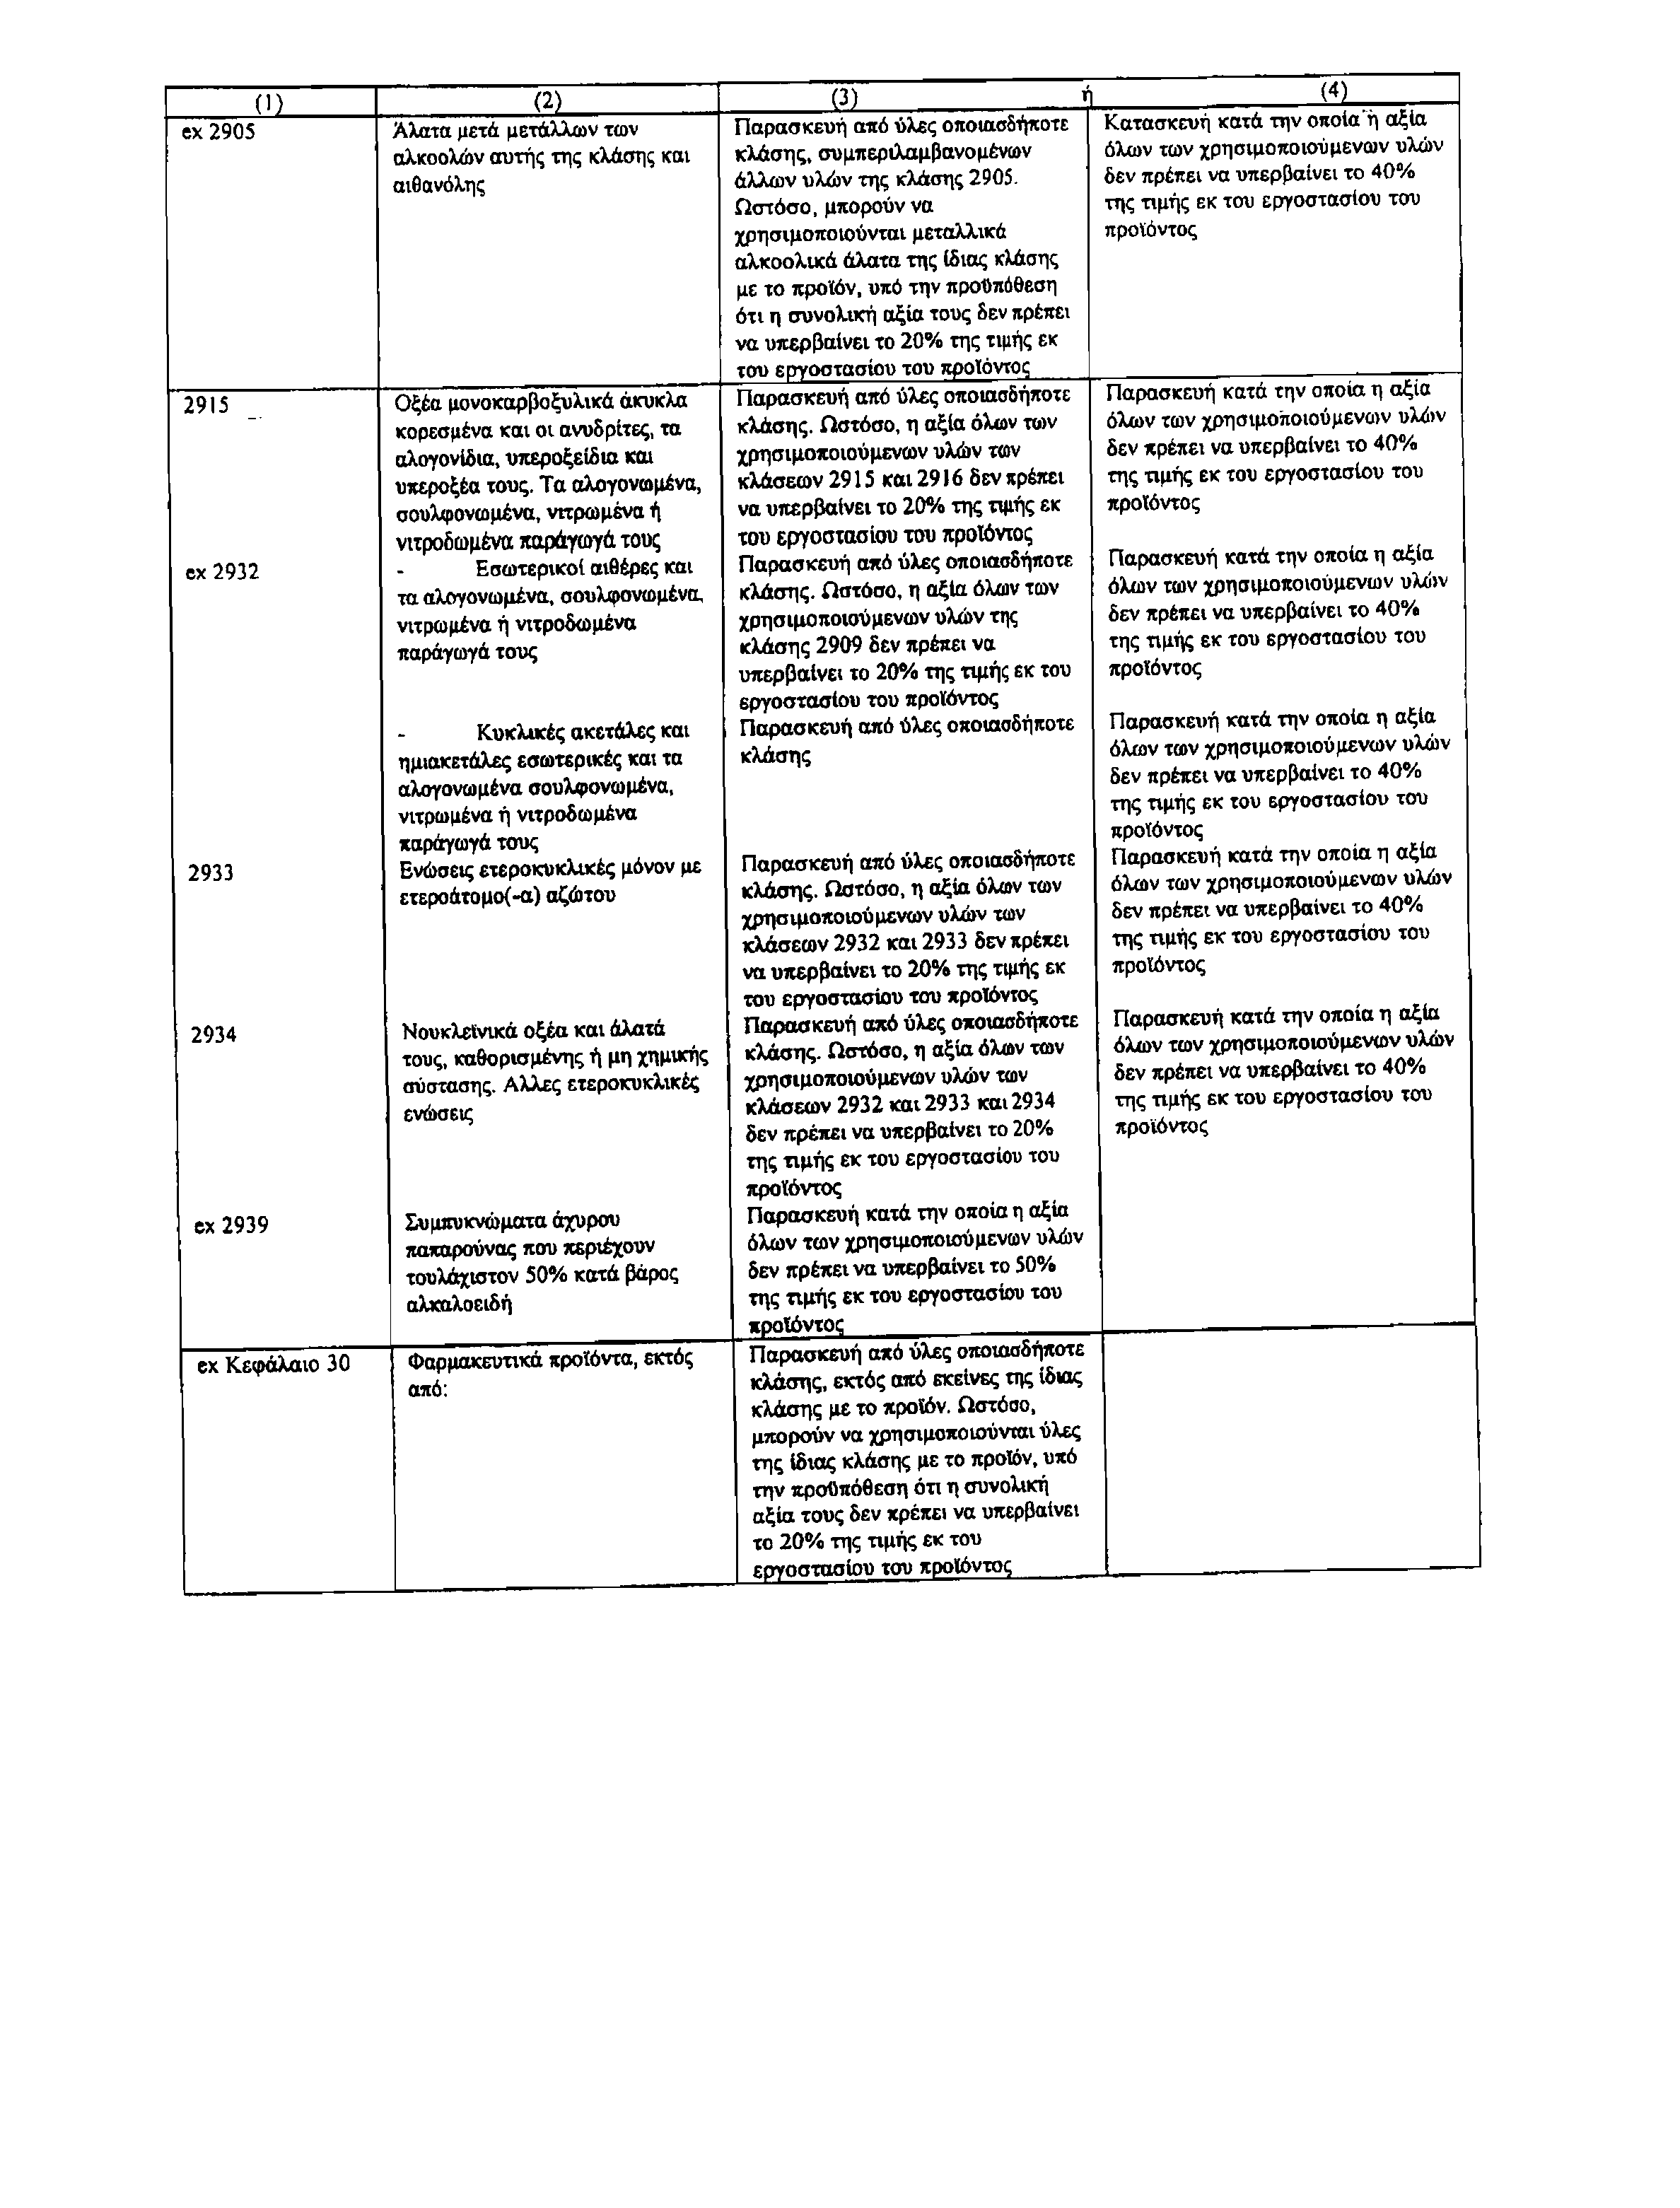 (1) (2) (3) ή (4)
ex 2905
Άλατα μετά μετάλλων των
αλκοολών αυτής της κλάσης και
αιθανόλης
Παρασκευή από ύλες οποιασδήποτε
κλάσης, συμπεριλαμβανομένων
άλλων υλών της κλάσης 2905.
Ωστόσο, μπορούν να
χρησιμοποιούνται μεταλλικά
αλκοολικά άλατα της ίδιας κλάσης
με το προϊόν, υπό την προϋπόθεση
ότι η συνολική αξία τους δεν πρέπει
να υπερβαίνει το 20% της τιμής εκ
του εργοστασίου του προϊόντος
Κατασκευή κατά την οποία η αξία
όλων των χρησιμοποιούμενων υλών
δεν πρέπει να υπερβαίνει το 40%
της τιμής εκ του εργοστασίου του
προϊόντος
2915
Οξέα μονοκαρβοξυλικά άκυκλα
κορεσμένα και οι ανυδρίτες, τα
αλογονίδια, υπεροξείδια και
υπεροξέα τους. Τα αλογονωμένα,
σουλφονωμένα, νιτρωμένα ή
νιτροδωμένα παράγωγά τους
Παρασκευή από ύλες οποιασδήποτε
κλάσης. Ωστόσο, η αξία όλων των
χρησιμοποιούμενων υλών των
κλάσεων 2915 και 2916 δεν πρέπει
να υπερβαίνει το 20% της τιμής εκ
του εργοστασίου του προϊόντος
Παρασκευή κατά την οποία η αξία
όλων των χρησιμοποιούμενων υλών
δεν πρέπει να υπερβαίνει το 40%
της τιμής εκ του εργοστασίου του
προϊόντος
ex 2932
- Εσωτερικοί αιθέρες και
τα αλογονωμένα, σουλφονωμένα,
νιτρωμένα ή νιτροδωμένα
παράγωγά τους
Παρασκευή από ύλες οποιασδήποτε
κλάσης. Ωστόσο, η αξία όλων των
χρησιμοποιούμενων υλών της
κλάσης 2909 δεν πρέπει να
υπερβαίνει το 20% της τιμής εκ του
εργοστασίου του προϊόντος
Παρασκευή κατά την οποία η αξία
όλων των χρησιμοποιούμενων υλών
δεν πρέπει να υπερβαίνει το 40%
της τιμής εκ του εργοστασίου του
προϊόντος
- Κυκλικές ακετάλες και
ημιακετάλες εσωτερικές και τα
αλογονωμένα σουλφονωμένα,
νιτρωμένα ή νιτροδωμένα
παράγωγά τους
Παρασκευή από ύλες οποιασδήποτε
κλάσης
Παρασκευή κατά την οποία η αξία
όλων των χρησιμοποιούμενων υλών
δεν πρέπει να υπερβαίνει το 40%
της τιμής εκ του εργοστασίου του
προϊόντος
2933
Ενώσεις ετεροκυκλικές μόνον με
ετεροάτομο(-α) αζώτου
Παρασκευή από ύλες οποιασδήποτε
κλάσης. Ωστόσο, η αξία όλων των
χρησιμοποιούμενων υλών των
κλάσεων 2932 και 2933 δεν πρέπει
να υπερβαίνει το 20% της τιμής εκ
του εργοστασίου του προϊόντος
Παρασκευή κατά την οποία η αξία
όλων των χρησιμοποιούμενων υλών
δεν πρέπει να υπερβαίνει το 40%
της τιμής εκ του εργοστασίου του
προϊόντος
2934
Νουκλεϊνικά οξέα και άλατά
τους, καθορισμένης ή μη χημικής
σύστασης. Αλλες ετεροκυκλικές
ενώσεις
Παρασκευή από ύλες οποιασδήποτε
κλάσης. Ωστόσο, η αξία όλων των
χρησιμοποιούμενων υλών των
κλάσεων 2932 και 2933 και 2934
δεν πρέπει να υπερβαίνει το 20%
της τιμής εκ του εργοστασίου του
προϊόντος
Παρασκευή κατά την οποία η αξία
όλων των χρησιμοποιούμενων υλών
δεν πρέπει να υπερβαίνει το 40%
της τιμής εκ του εργοστασίου του
προϊόντος
ex 2939
Συμπυκνώματα άχυρου
παπαρούνας που περιέχουν
τουλάχιστον 50% κατά βάρος
αλκαλοειδή
Παρασκευή κατά την οποία η αξία
όλων των χρησιμοποιούμενων υλών
δεν πρέπει να υπερβαίνει το 50%
της τιμής εκ του εργοστασίου του
προϊόντος
ex Κεφάλαιο 30
Φαρμακευτικά προϊόντα, εκτός
από:
Παρασκευή από ύλες οποιασδήποτε
κλάσης, εκτός από εκείνες της ίδιας
κλάσης με το προϊόν. Ωστόσο,
μπορούν να χρησιμοποιούνται ύλες
της ίδιας κλάσης με το προϊόν, υπό
την προϋπόθεση ότι η συνολική
αξία τους δεν πρέπει να υπερβαίνει
το 20% της τιμής εκ του
εργοστασίου του προϊόντος